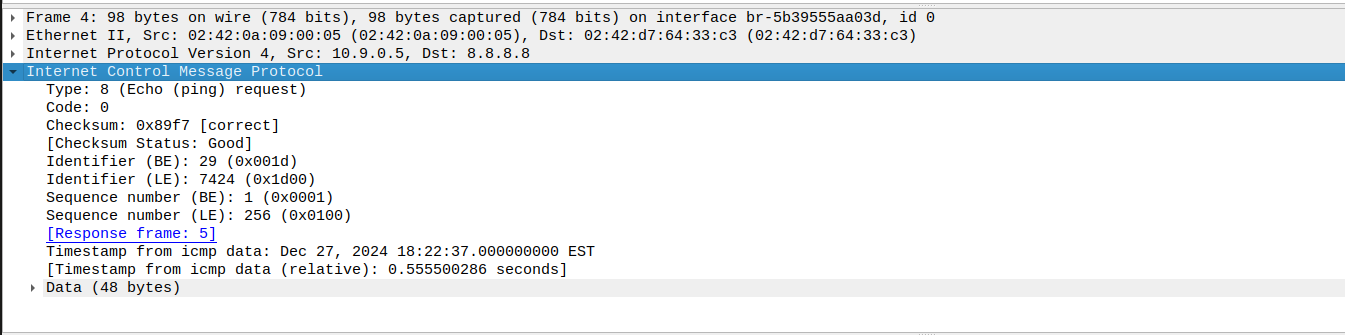 Frame 4: 98 bytes on wire (784 bits), 98 bytes captured (784 bits) on interface br-5b39555aa03d, id 0
Ethernet II, Src: 02:42:0a:09:00:05 (02:42:0a:09:00:05), Dst: 02:42:d7:64:33:c3 (02:42:d7:64:33:c3)
Internet Protocol Version 4, Src: 10.9.0.5, Dst: 8.8.8.8
Internet Control Message Protocol
Type: 8 (Echo (ping) request)
Code: 0
Checksum: 0x89f7 [correct]
[Checksum Status: Good]
Identifier (BE): 29 (0x001d)
Identifier (LE): 7424 (0x1d00)
Sequence number (BE): 1 (0x0001)
Sequence number (LE): 256 (0x0100)
[Response frame: 5]
Timestamp from icmp data: Dec 27, 2024 18:22:37.000000000 EST
[Timestamp from icmp data (relative): 0.555500286 seconds]
Data (48 bytes)